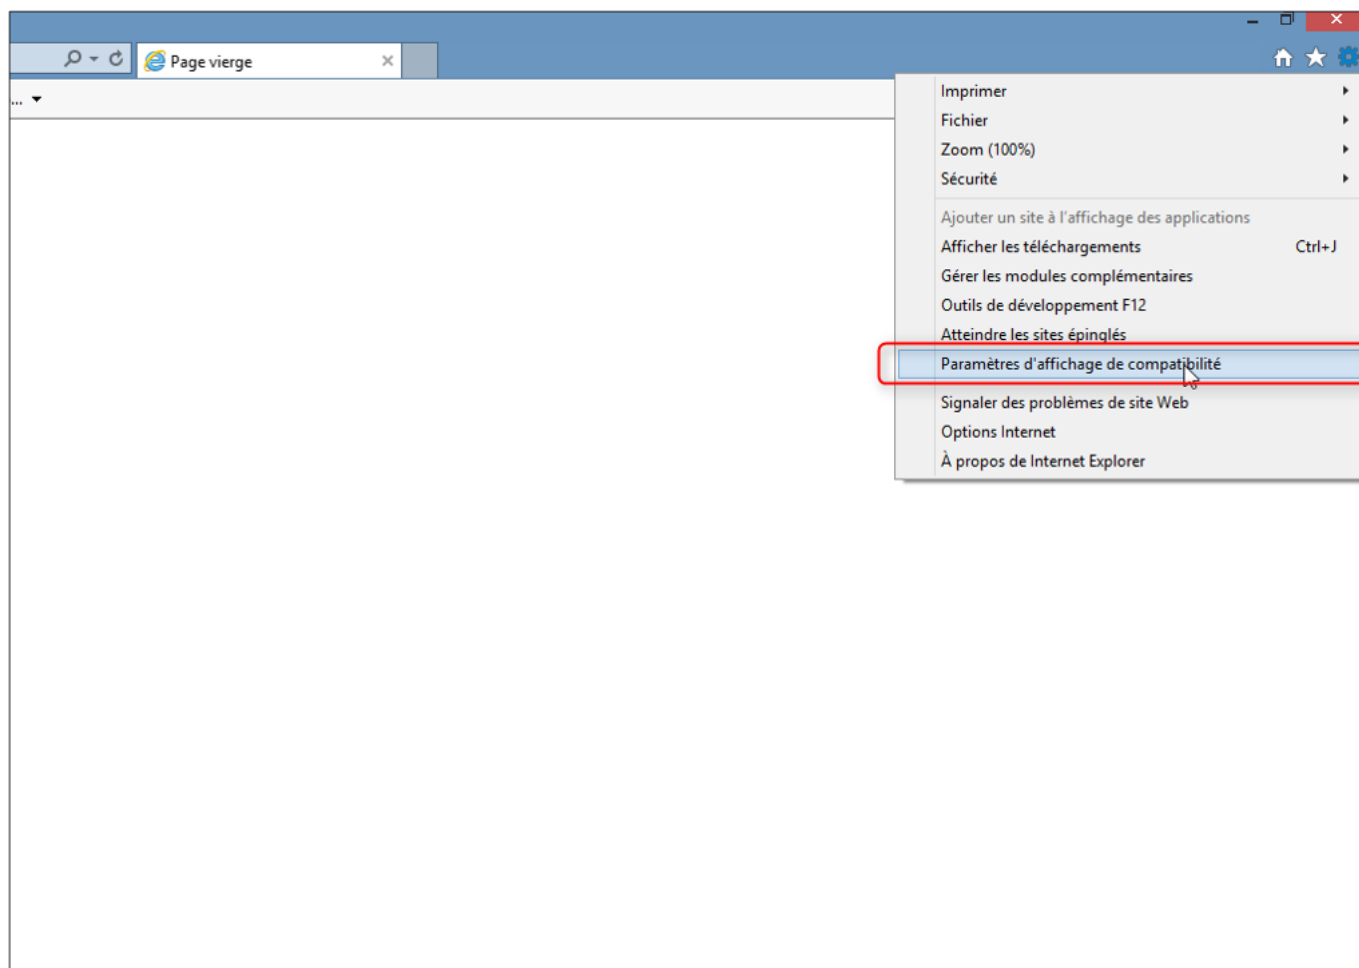 Page vierge
...
Imprimer
Fichier
Zoom (100%)
Sécurité
Ajouter un site à l'affichage des applications
Afficher les téléchargements Ctrl+J
Gérer les modules complémentaires
Outils de développement F12
Atteindre les sites épinglés
Paramètres d'affichage de compatibilité
Signaler des problèmes de site Web
Options Internet
À propos de Internet Explorer